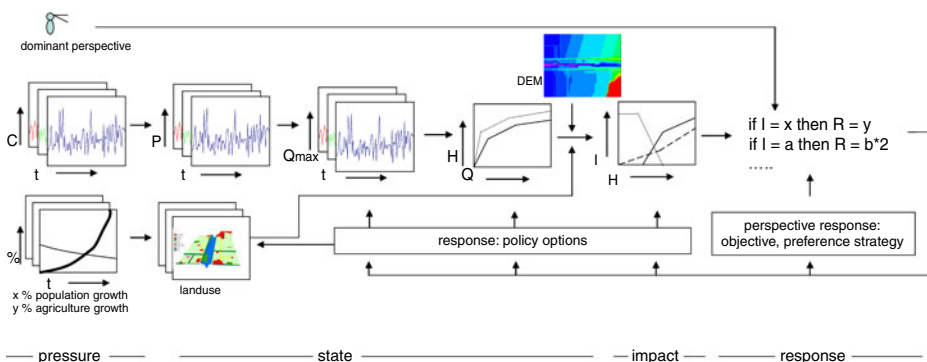 dominant perspective
DEM
C
t
P
t
Qmax
t
H
Q
I
H
if I = x then R = y
if I = a then R = b*2
.....
%
t
x % population growth
y % agriculture growth
landuse
response: policy options
perspective response:
objective, preference strategy
pressure
state
impact
response